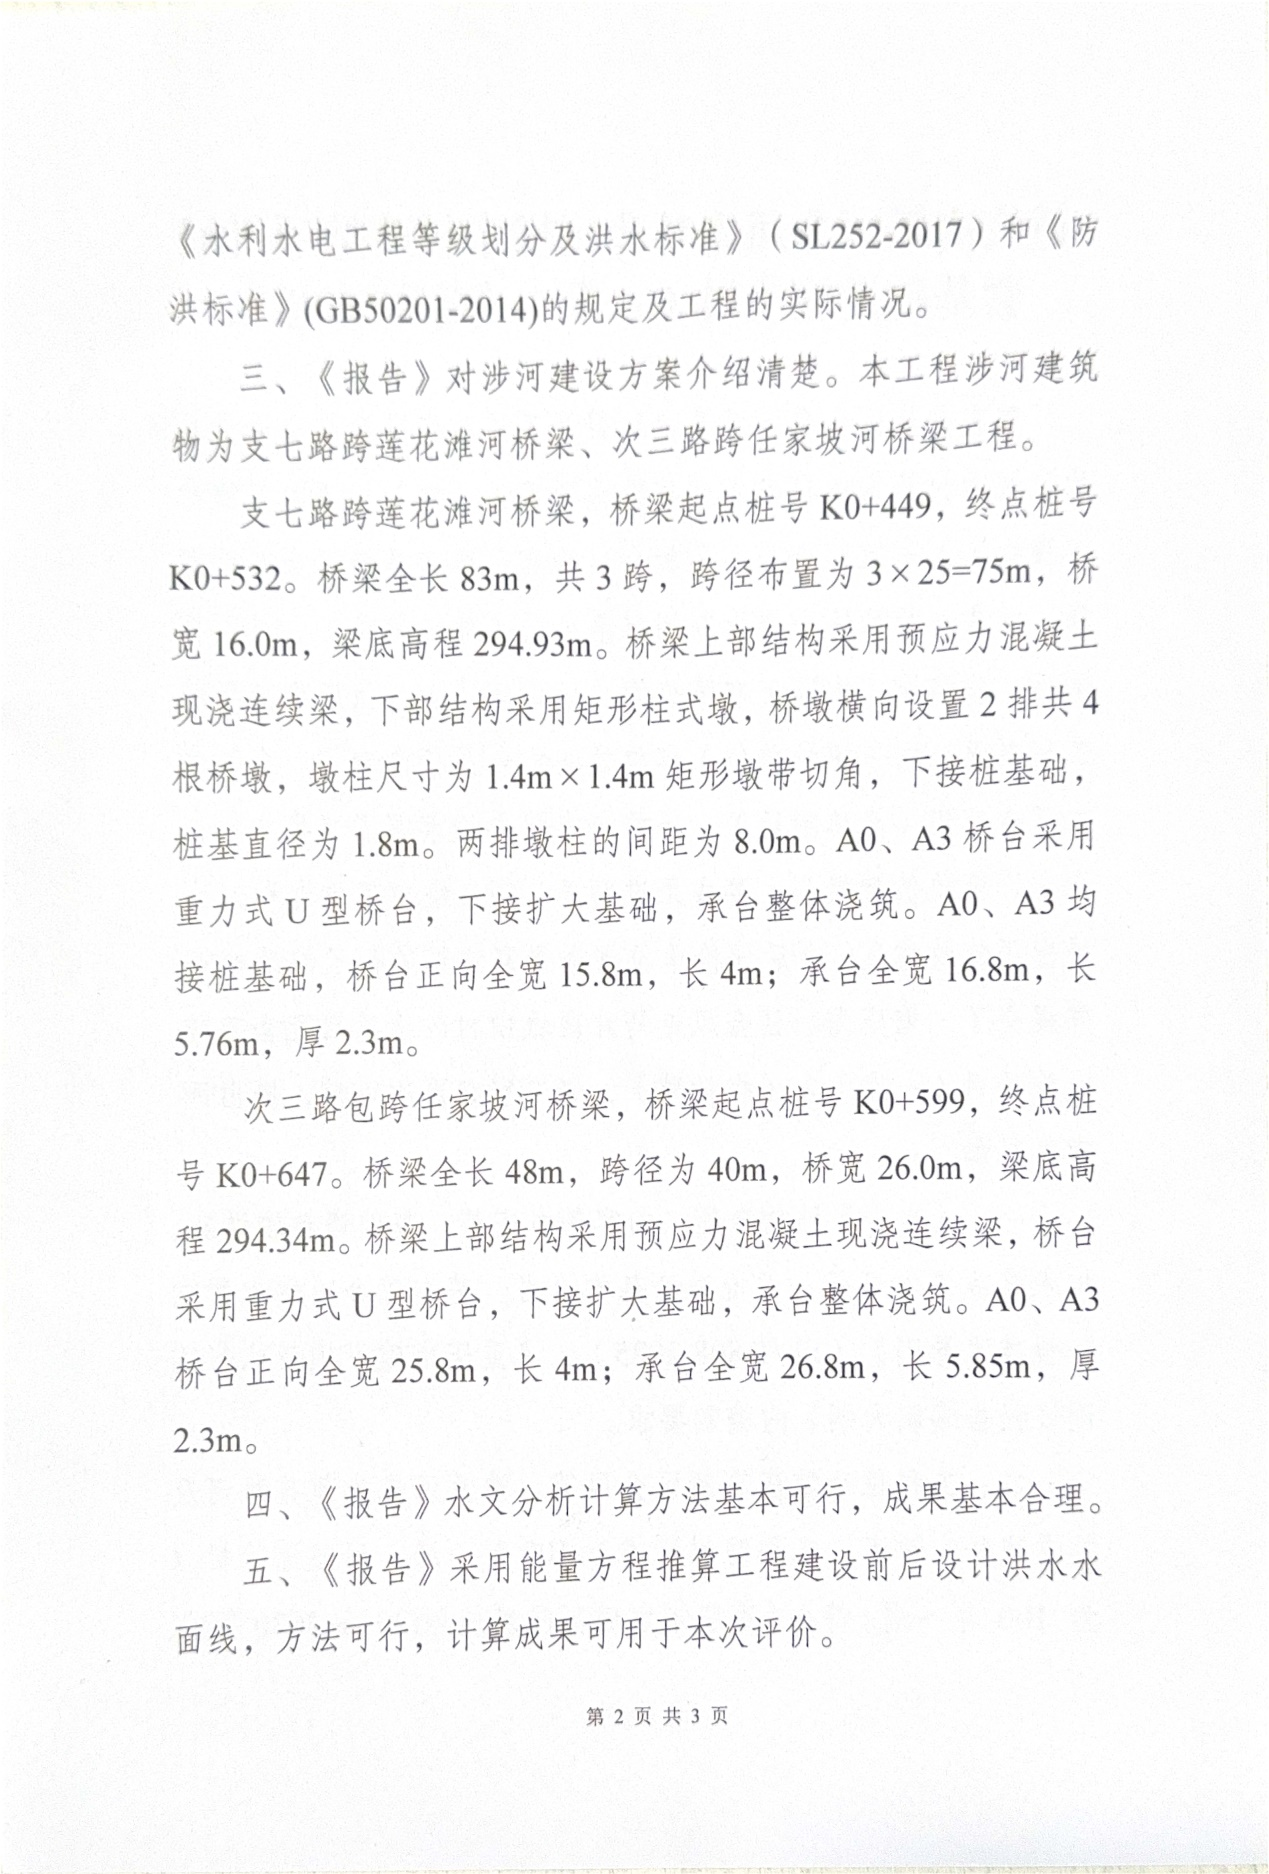 《水利水电工程等级划分及洪水标准》（SL252-2017）和《防
洪标准》(GB50201-2014)的规定及工程的实际情况。
三、《报告》对涉河建设方案介绍清楚。本工程涉河建筑
物为支七路跨莲花滩河桥梁、次三路跨任家坡河桥梁工程。
支七路跨莲花滩河桥梁，桥梁起点桩号 K0+449，终点桩号
K0+532。桥梁全长 83m，共 3 跨，跨径布置为 3×25=75m，桥
宽 16.0m，梁底高程 294.93m。桥梁上部结构采用预应力混凝土
现浇连续梁，下部结构采用矩形柱式墩，桥墩横向设置 2 排共 4
根桥墩，墩柱尺寸为 1.4m×1.4m 矩形墩带切角，下接桩基础，
桩基直径为 1.8m。两排墩柱的间距为 8.0m。A0、A3 桥台采用
重力式 U 型桥台，下接扩大基础，承台整体浇筑。A0、A3 均
接桩基础，桥台正向全宽 15.8m，长 4m；承台全宽 16.8m，长
5.76m，厚 2.3m。
次三路包跨任家坡河桥梁，桥梁起点桩号 K0+599，终点桩
号 K0+647。桥梁全长 48m，跨径为 40m，桥宽 26.0m，梁底高
程 294.34m。桥梁上部结构采用预应力混凝土现浇连续梁，桥台
采用重力式 U 型桥台，下接扩大基础，承台整体浇筑。A0、A3
桥台正向全宽 25.8m，长 4m；承台全宽 26.8m，长 5.85m，厚
2.3m。
四、《报告》水文分析计算方法基本可行，成果基本合理。
五、《报告》采用能量方程推算工程建设前后设计洪水水
面线，方法可行，计算成果可用于本次评价。
第 2 页 共 3 页